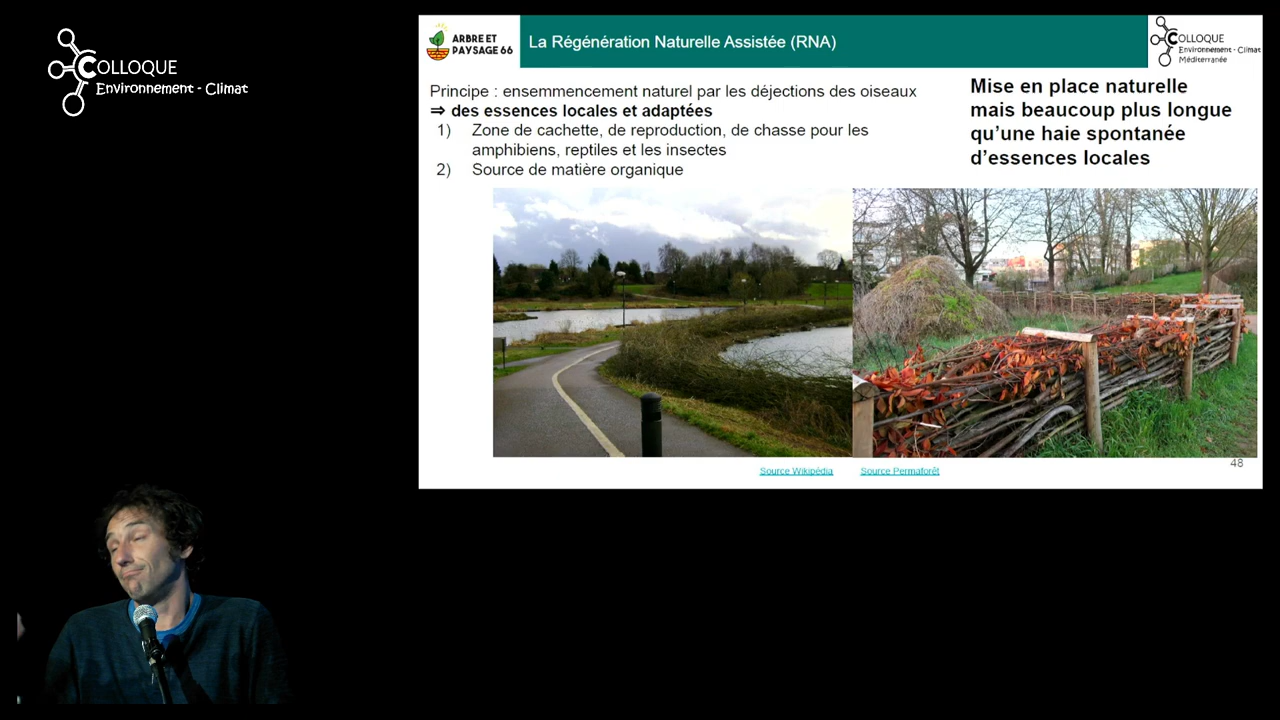 COLLOQUE
Environnement - Climat
ARBRE ET
PAYSAGE 66
La Régénération Naturelle Assistée (RNA)
COLLOQUE
Environnement - Climat
Méditerranée
Principe : ensemmencement naturel par les déjections des oiseaux
⇒ des essences locales et adaptées
1) Zone de cachette, de reproduction, de chasse pour les
amphibiens, reptiles et les insectes
2) Source de matière organique
Mise en place naturelle
mais beaucoup plus longue
qu'une haie spontanée
d'essences locales
Source Wikipédia
Source Permaforêt
48